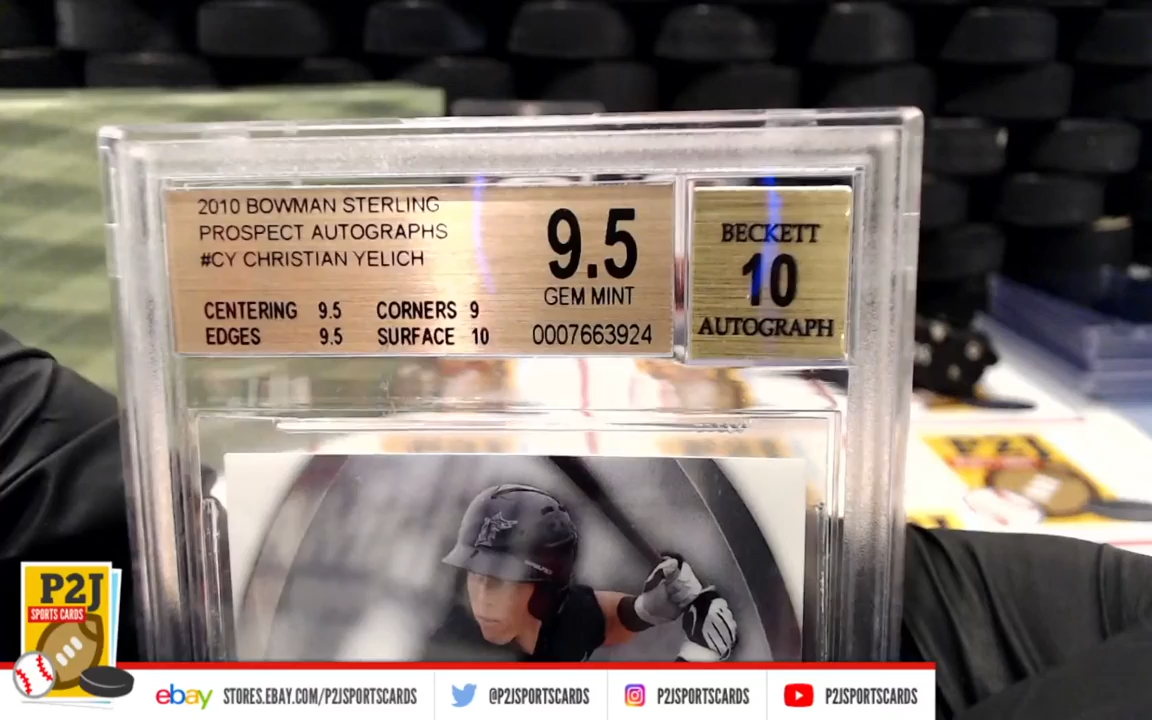 2010 BOWMAN STERLING
PROSPECT AUTOGRAPHS
#CY CHRISTIAN YELICH
CENTERING 9.5 CORNERS 9
EDGES 9.5 SURFACE 10
9.5
GEM MINT
0007663924
BECKETT
10
AUTOGRAPH
P2J
P2J
SPORTS CARDS
ebay STORES.EBAY.COM/P2JSPORTSCARDS
@P2JSPORTSCARDS
P2JSPORTSCARDS
P2JSPORTSCARDS